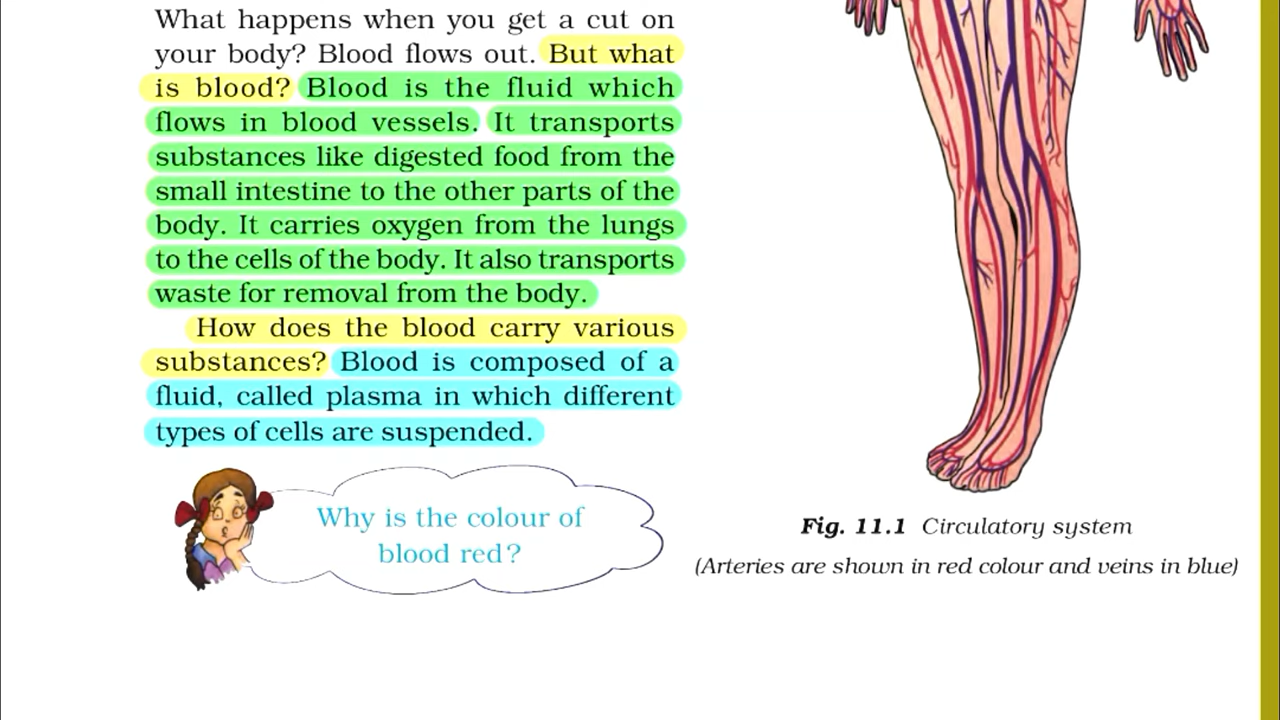 What happens when you get a cut on
your body? Blood flows out. But what
is blood? Blood is the fluid which
flows in blood vessels. It transports
substances like digested food from the
small intestine to the other parts of the
body. It carries oxygen from the lungs
to the cells of the body. It also transports
waste for removal from the body.
How does the blood carry various
substances? Blood is composed of a
fluid, called plasma in which different
types of cells are suspended.
Why is the colour of
blood red?
Fig. 11.1 Circulatory system
(Arteries are shown in red colour and veins in blue)